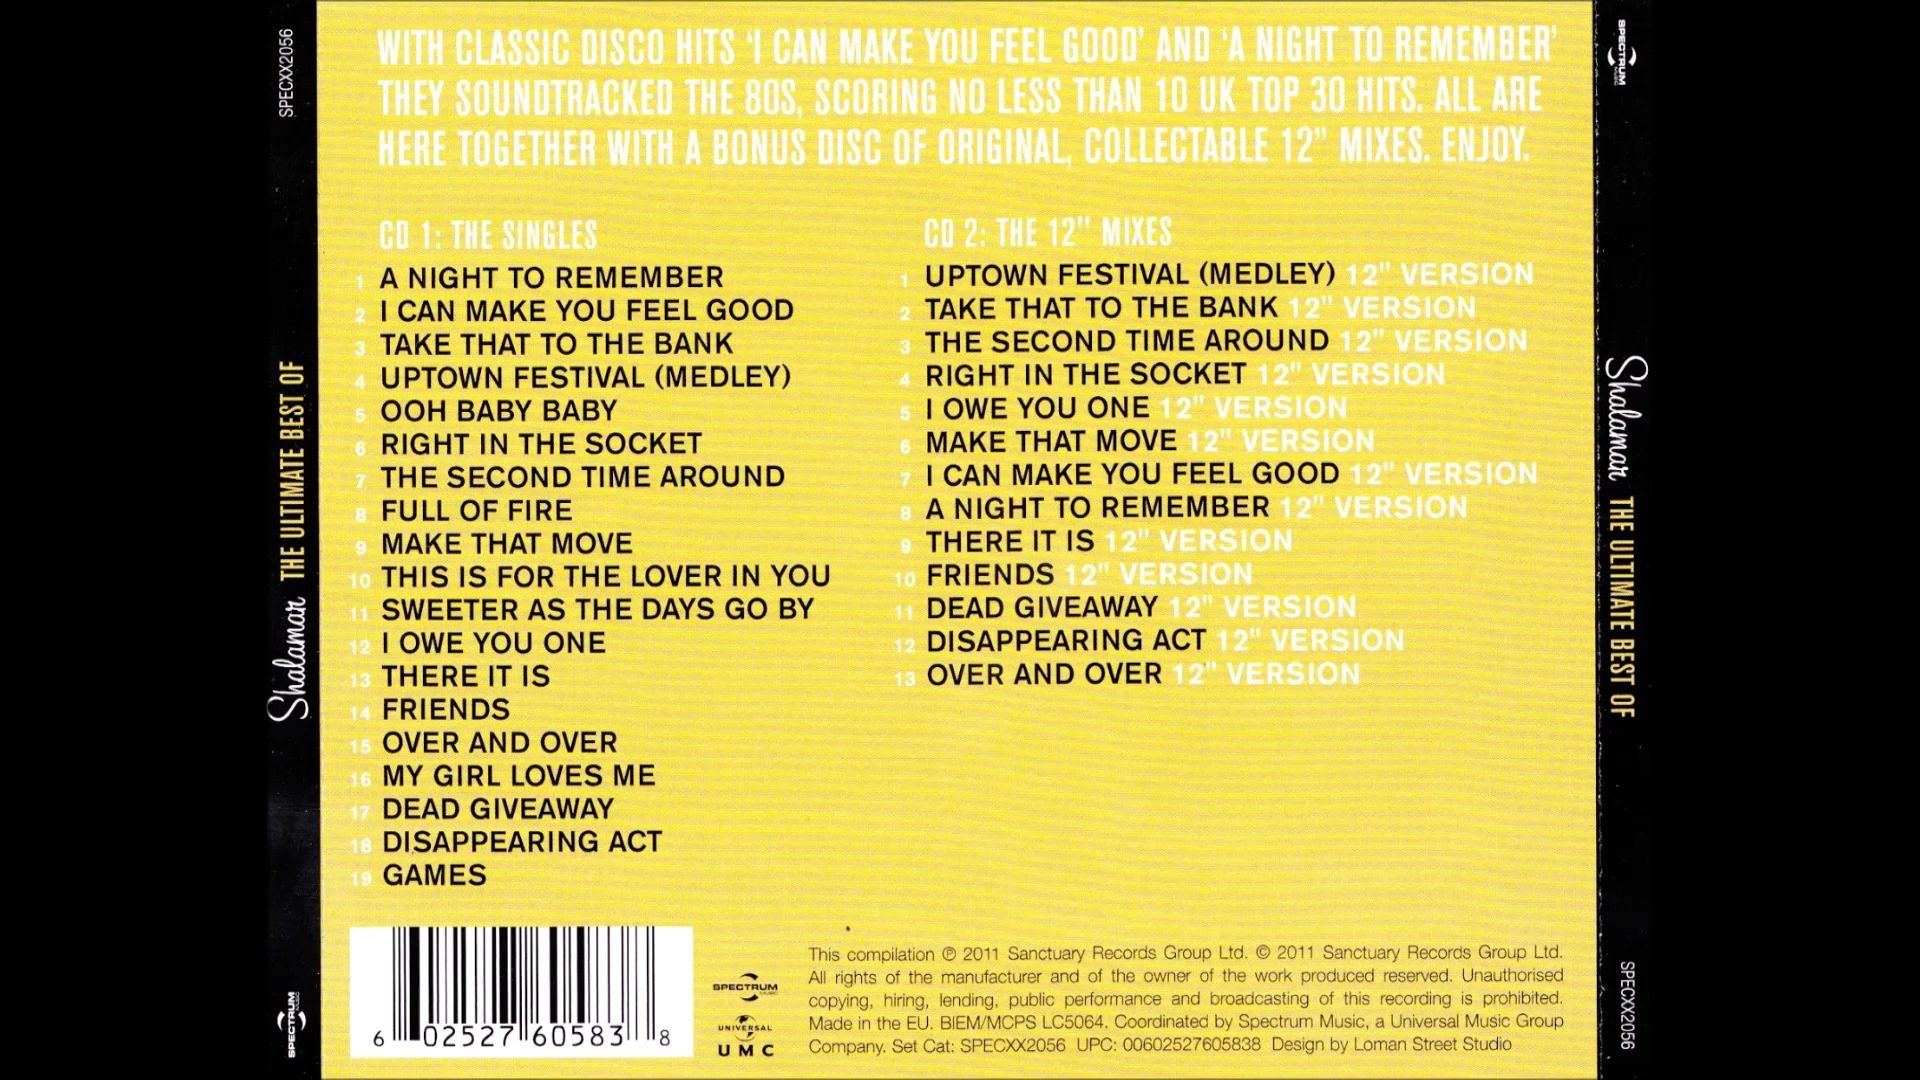 WITH CLASSIC DISCO HITS ‘I CAN MAKE YOU FEEL GOOD’ AND ‘A NIGHT TO REMEMBER’
THEY SOUNDTRACKED THE 80S, SCORING NO LESS THAN 10 UK TOP 30 HITS. ALL ARE
HERE TOGETHER WITH A BONUS DISC OF ORIGINAL, COLLECTABLE 12” MIXES. ENJOY.
CD 1: THE SINGLES
1 A NIGHT TO REMEMBER
2 I CAN MAKE YOU FEEL GOOD
3 TAKE THAT TO THE BANK
4 UPTOWN FESTIVAL (MEDLEY)
5 OOH BABY BABY
6 RIGHT IN THE SOCKET
7 THE SECOND TIME AROUND
8 FULL OF FIRE
9 MAKE THAT MOVE
10 THIS IS FOR THE LOVER IN YOU
11 SWEETER AS THE DAYS GO BY
12 I OWE YOU ONE
13 THERE IT IS
14 FRIENDS
15 OVER AND OVER
16 MY GIRL LOVES ME
17 DEAD GIVEAWAY
18 DISAPPEARING ACT
19 GAMES
CD 2: THE 12" MIXES
1 UPTOWN FESTIVAL (MEDLEY) 12" VERSION
2 TAKE THAT TO THE BANK 12" VERSION
3 THE SECOND TIME AROUND 12" VERSION
4 RIGHT IN THE SOCKET 12" VERSION
5 I OWE YOU ONE 12" VERSION
6 MAKE THAT MOVE 12" VERSION
7 I CAN MAKE YOU FEEL GOOD 12" VERSION
8 A NIGHT TO REMEMBER 12" VERSION
9 THERE IT IS 12" VERSION
10 FRIENDS 12" VERSION
11 DEAD GIVEAWAY 12" VERSION
12 DISAPPEARING ACT 12" VERSION
13 OVER AND OVER 12" VERSION
6 02527 60583 8
SPECTRUM MUSIC
UNIVERSAL
UMC
This compilation ℗ 2011 Sanctuary Records Group Ltd. © 2011 Sanctuary Records Group Ltd.
All rights of the manufacturer and of the owner of the work produced reserved. Unauthorised
copying, hiring, lending, public performance and broadcasting of this recording is prohibited.
Made in the EU. BIEM/MCPS LC5064. Coordinated by Spectrum Music, a Universal Music Group
Company. Set Cat: SPECXX2056 UPC: 00602527605838 Design by Loman Street Studio
SPECXX2056
Shalamar THE ULTIMATE BEST OF
SPECTRUM
SPECTRUM
Shalamar THE ULTIMATE BEST OF
SPECXX2056